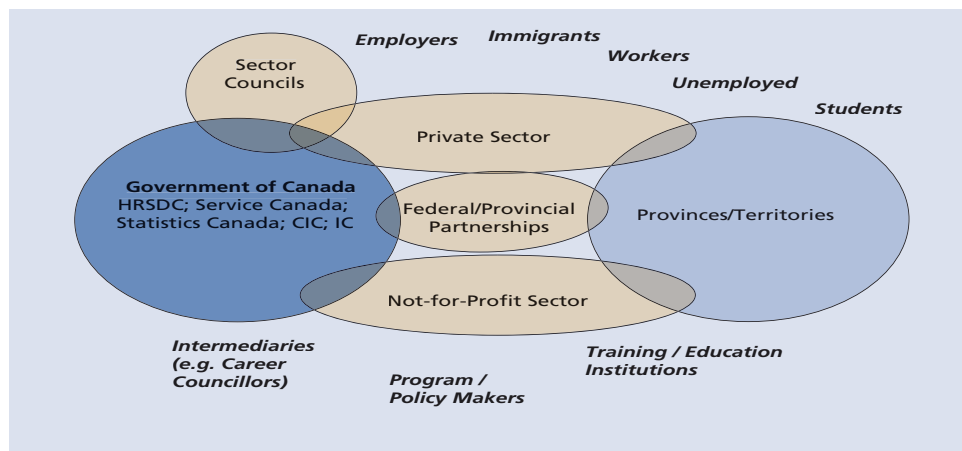 Employers
Immigrants
Workers
Unemployed
Students
Sector
Councils
Private Sector
Government of Canada
HRSDC; Service Canada;
Statistics Canada; CIC; IC
Federal/Provincial
Partnerships
Provinces/Territories
Not-for-Profit Sector
Intermediaries
(e.g. Career
Councillors)
Program /
Policy Makers
Training / Education
Institutions